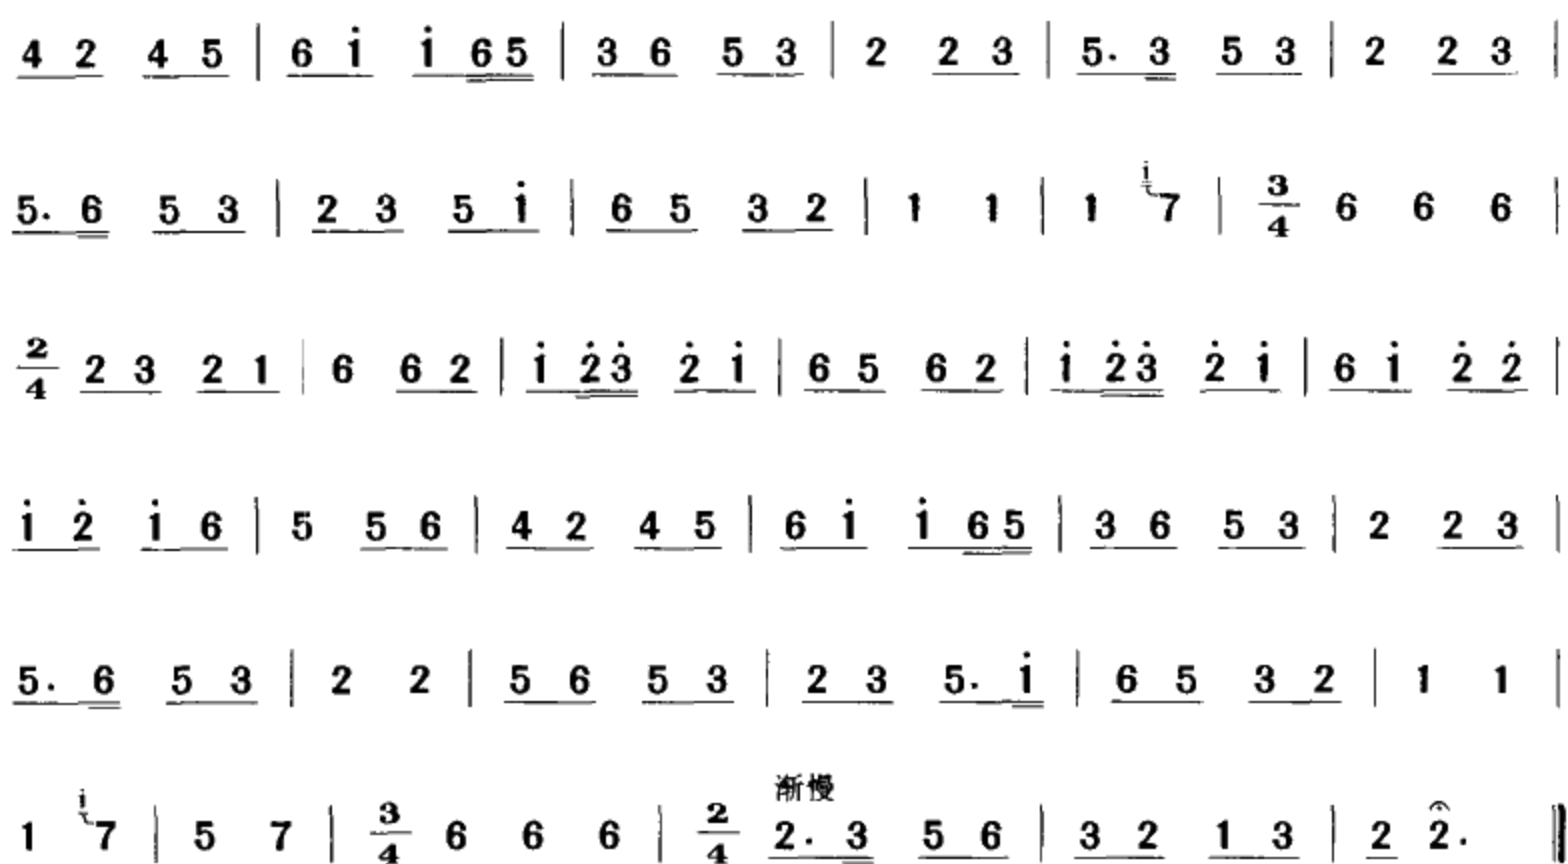 4 2 4 5 | 6 i̇ i̇ 6 5 | 3 6 5 3 | 2 2 3 | 5. 3 5 3 | 2 2 3 |
5. 6 5 3 | 2 3 5 i̇ | 6 5 3 2 | 1 1 | 1 i̇ 7 | 3/4 6 6 6 |
2/4 2 3 2 1 | 6 6 2 | i̇ 2̇ 3̇ 2̇ i̇ | 6 5 6 2 | i̇ 2̇ 3̇ 2̇ i̇ | 6 i̇ 2̇ 2̇ |
i̇ 2̇ i̇ 6 | 5 5 6 | 4 2 4 5 | 6 i̇ i̇ 6 5 | 3 6 5 3 | 2 2 3 |
5. 6 5 3 | 2 2 | 5 6 5 3 | 2 3 5. i̇ | 6 5 3 2 | 1 1 |
渐慢
1 i̇ 7 | 5 7 | 3/4 6 6 6 | 2/4 2. 3 5 6 | 3 2 1 3 | 2 2. ‖